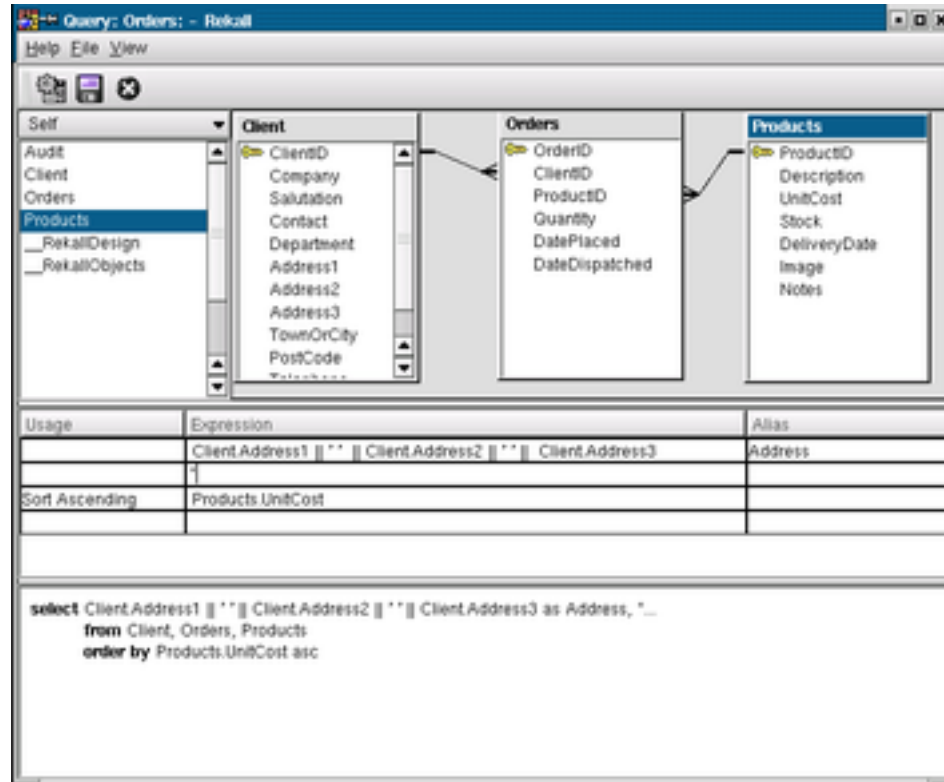 Query: Orders: - Rekall
Help File View
Self
Audit
Client
Orders
Products
__RekallDesign
__RekallObjects
Client
ClientID
Company
Salutation
Contact
Department
Address1
Address2
Address3
TownOrCity
PostCode
Orders
OrderID
ClientID
ProductID
Quantity
DatePlaced
DateDispatched
Products
ProductID
Description
UnitCost
Stock
DeliveryDate
Image
Notes
Usage Expression Alias
Client.Address1 || " " || Client.Address2 || " " || Client.Address3 Address
Sort Ascending Products.UnitCost
select Client.Address1 || " " || Client.Address2 || " " || Client.Address3 as Address, *...
from Client, Orders, Products
order by Products.UnitCost asc